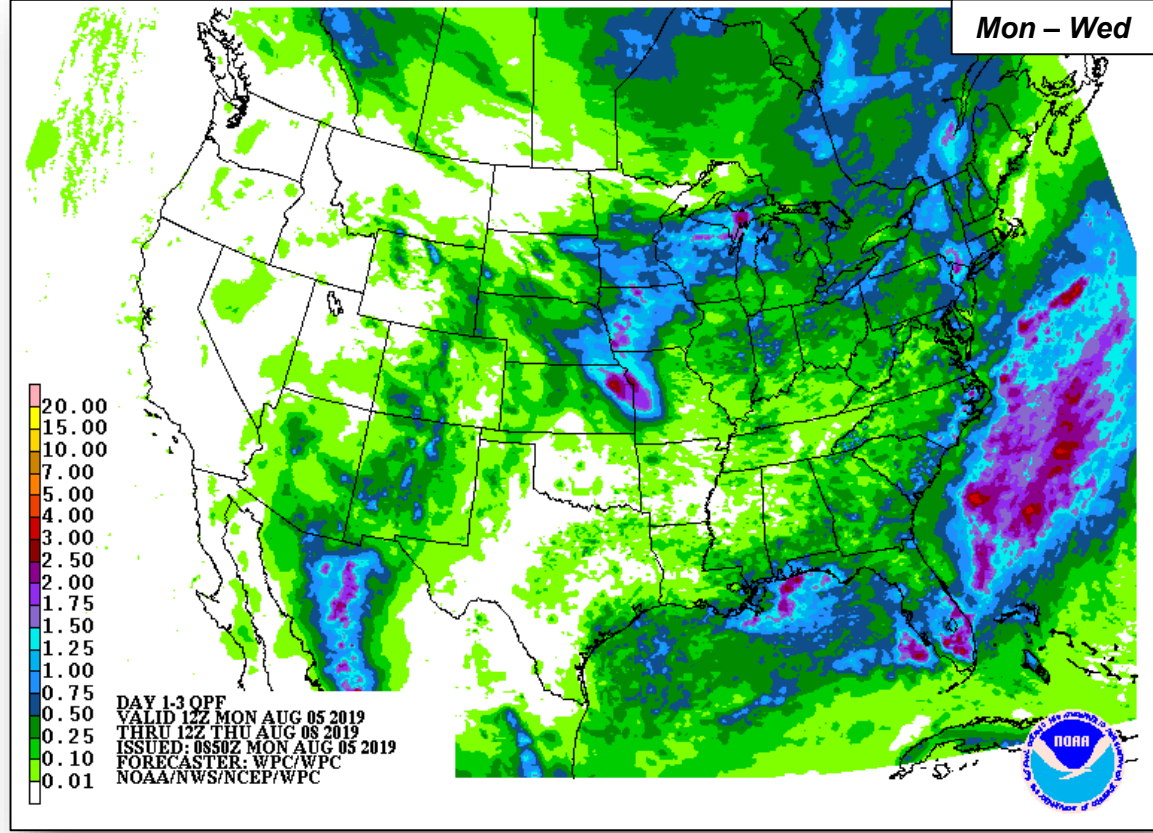 Mon – Wed
20.00
15.00
10.00
7.00
5.00
4.00
3.00
2.50
2.00
1.75
1.50
1.25
1.00
0.75
0.50
0.25
0.10
0.01
DAY 1-3 QPF
VALID 12Z MON AUG 05 2019
THRU 12Z THU AUG 08 2019
ISSUED: 0850Z MON AUG 05 2019
FORECASTER: WPC/WPC
NOAA/NWS/NCEP/WPC
NOAA